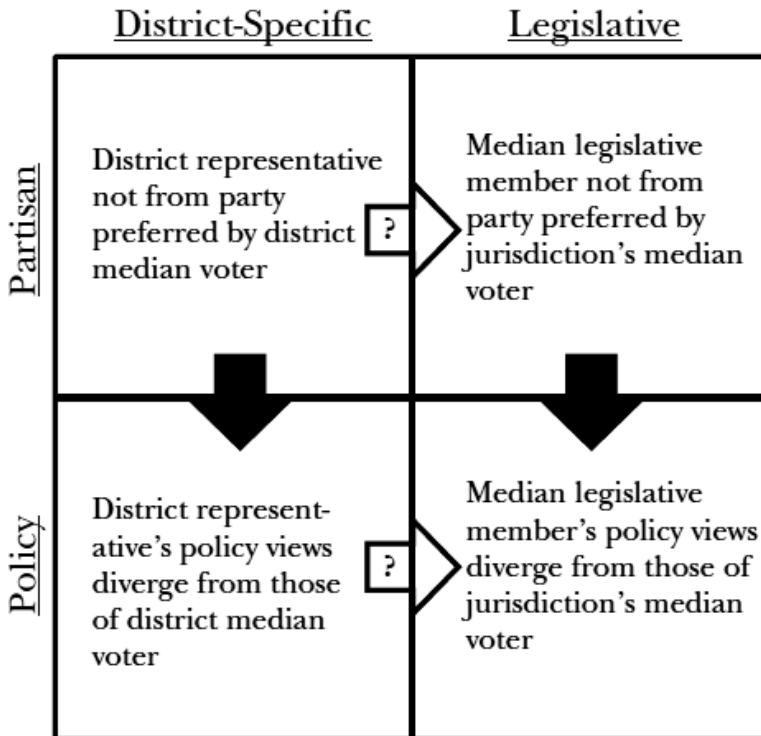 District-Specific
Legislative
Partisan
District representative
not from party
preferred by district
median voter
?
Median legislative
member not from
party preferred by
jurisdiction's median
voter
Policy
District represent-
ative's policy views
diverge from those
of district median
voter
?
Median legislative
member's policy views
diverge from those of
jurisdiction's median
voter